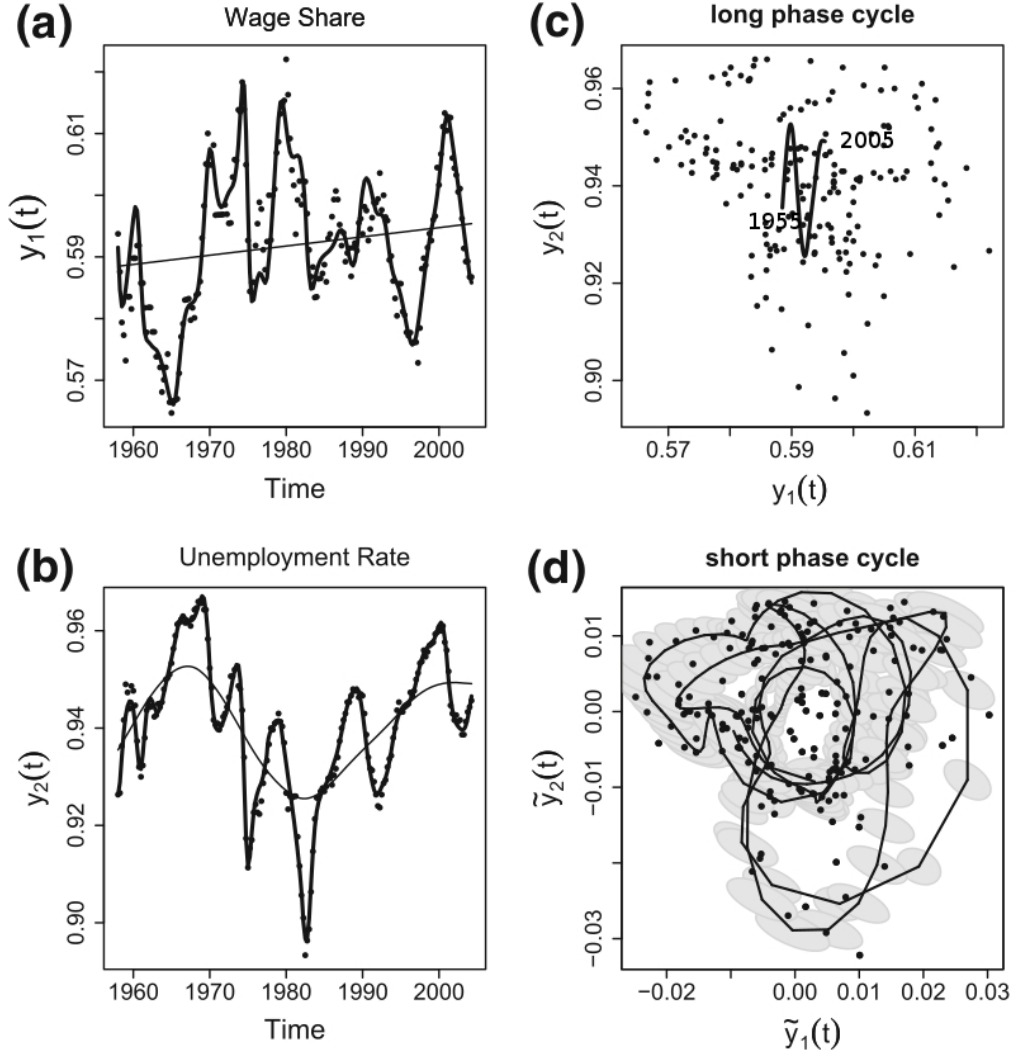 (a)
Wage Share
y₁(t)
0.61
0.59
0.57
1960 1970 1980 1990 2000
Time
(c)
long phase cycle
y₂(t)
0.96
0.94
0.92
0.90
2005
1955
0.57 0.59 0.61
y₁(t)
(b)
Unemployment Rate
y₂(t)
0.96
0.94
0.92
0.90
1960 1970 1980 1990 2000
Time
(d)
short phase cycle
ỹ₂(t)
0.01
0.00
−0.01
−0.03
−0.02 0.00 0.01 0.02 0.03
ỹ₁(t)